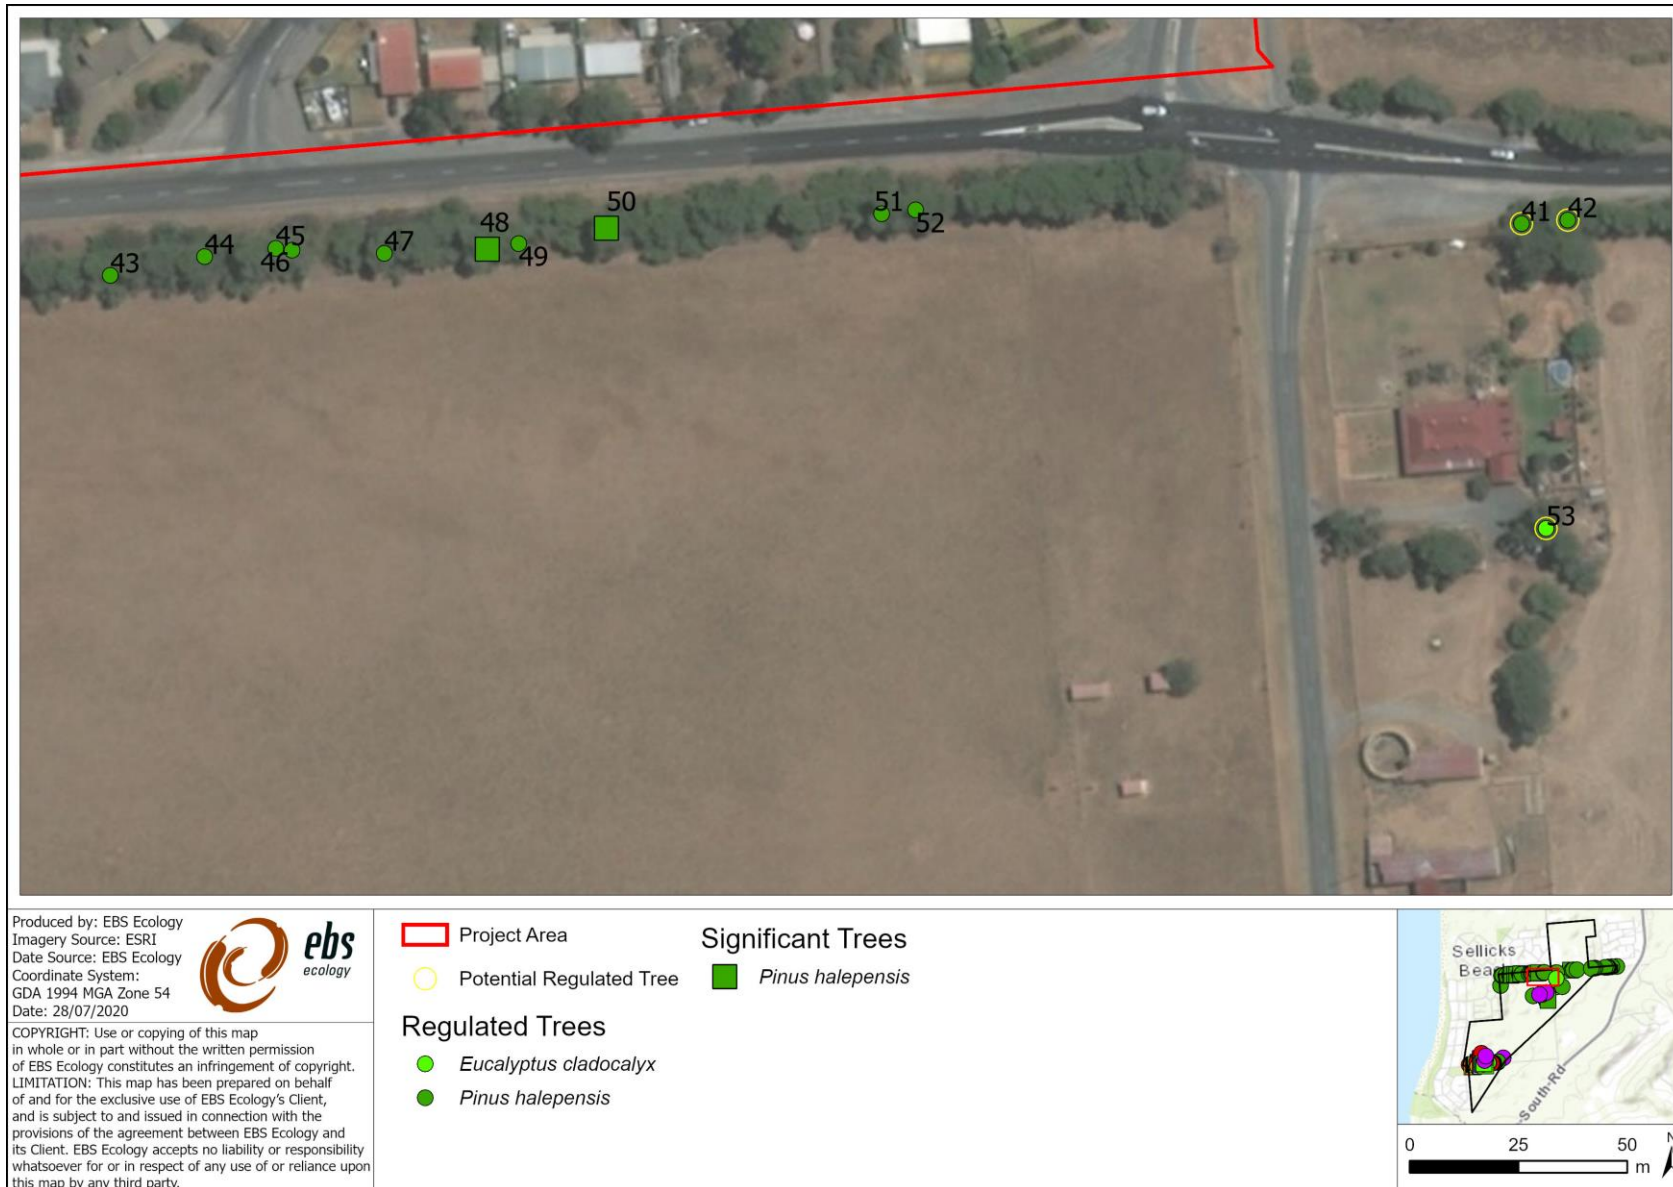 50
51
41
42
48
52
45
44
47
49
46
43
53
Produced by: EBS Ecology
Imagery Source: ESRI
Date Source: EBS Ecology
Coordinate System:
GDA 1994 MGA Zone 54
Date: 28/07/2020
ebs
ecology
COPYRIGHT: Use or copying of this map
in whole or in part without the written permission
of EBS Ecology constitutes an infringement of copyright.
LIMITATION: This map has been prepared on behalf
of and for the exclusive use of EBS Ecology's Client,
and is subject to and issued in connection with the
provisions of the agreement between EBS Ecology and
its Client. EBS Ecology accepts no liability or responsibility
whatsoever for or in respect of any use of or reliance upon
this map by any third party.
Project Area
Potential Regulated Tree
Regulated Trees
Eucalyptus cladocalyx
Pinus halepensis
Significant Trees
Pinus halepensis
Sellicks
South-Rd
0 25 50
m
N